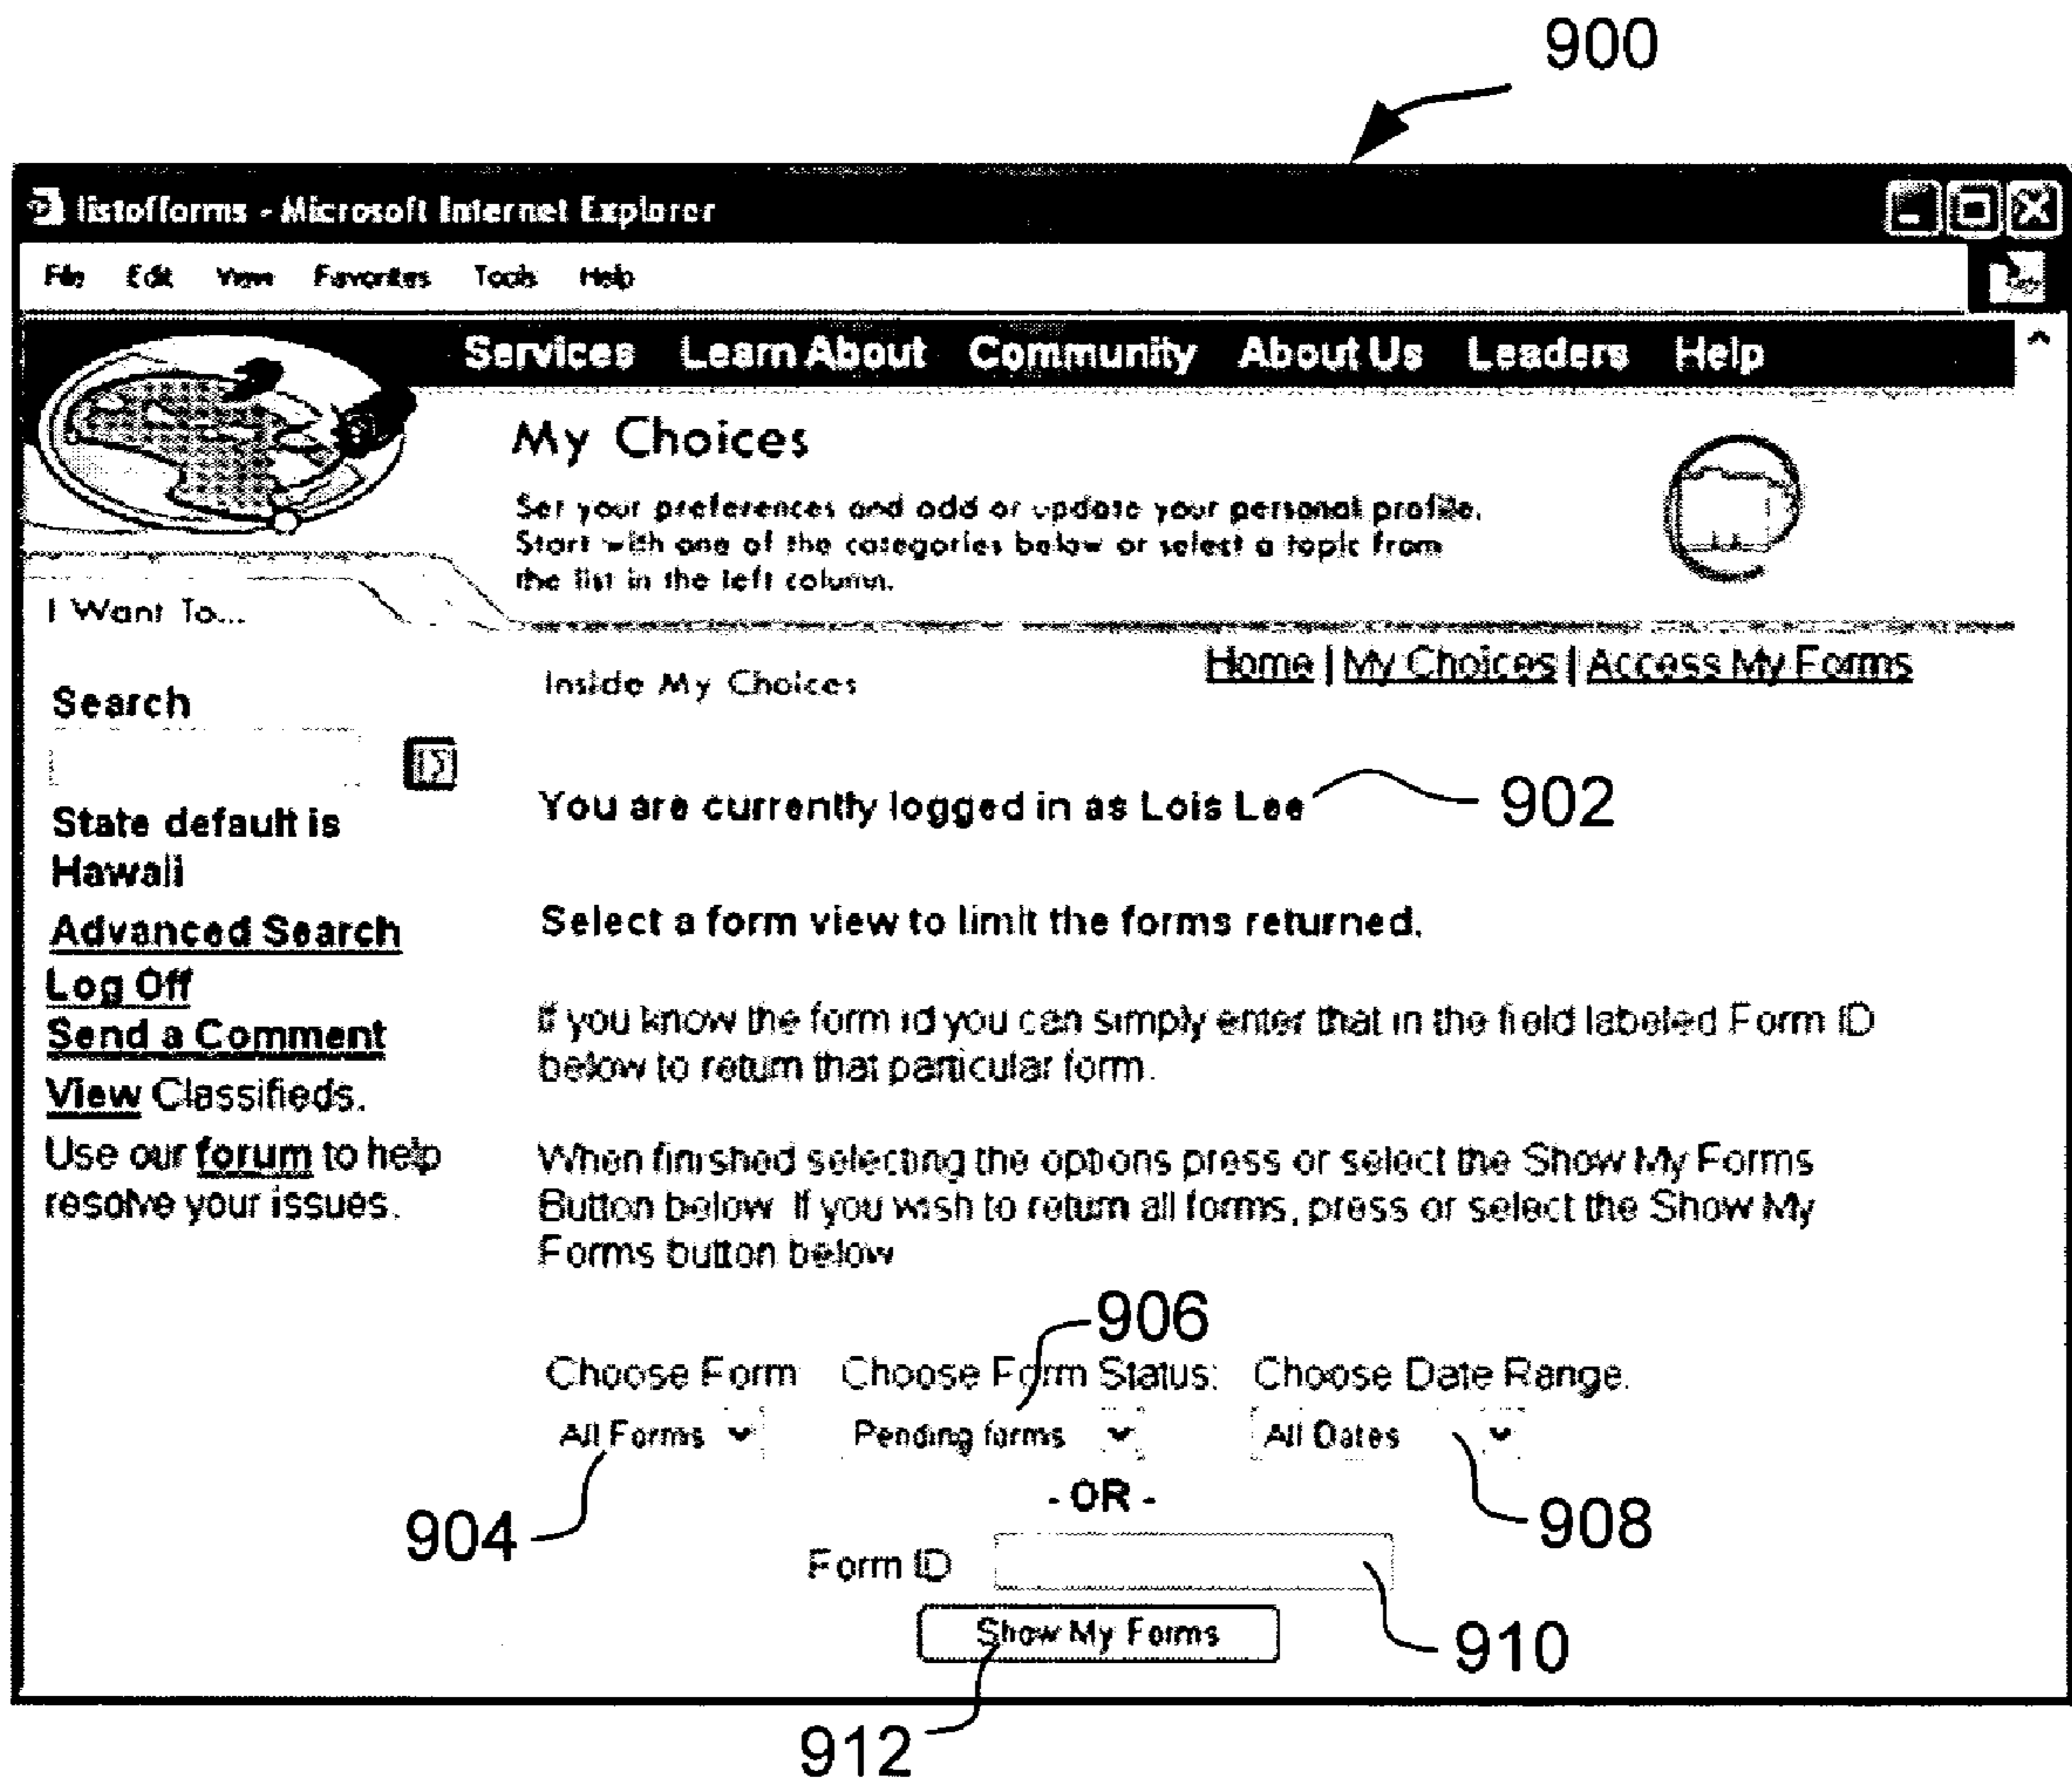 900
listofforms - Microsoft Internet Explorer
File Edit View Favorites Tools Help
Services Learn About Community About Us Leaders Help
My Choices
Set your preferences and add or update your personal profile.
Start with one of the categories below or select a topic from
the list in the left column.
I Want To...
Home | My Choices | Access My Forms
Inside My Choices
Search
You are currently logged in as Lois Lee
902
State default is
Hawaii
Select a form view to limit the forms returned.
Advanced Search
Log Off
Send a Comment
View Classifieds.
Use our forum to help
resolve your issues.
If you know the form id you can simply enter that in the field labeled Form ID
below to return that particular form.
When finished selecting the options press or select the Show My Forms
Button below. If you wish to return all forms, press or select the Show My
Forms button below
906
Choose Form Choose Form Status: Choose Date Range.
All Forms Pending forms All Dates
904
- OR -
908
Form ID
Show My Forms
910
912